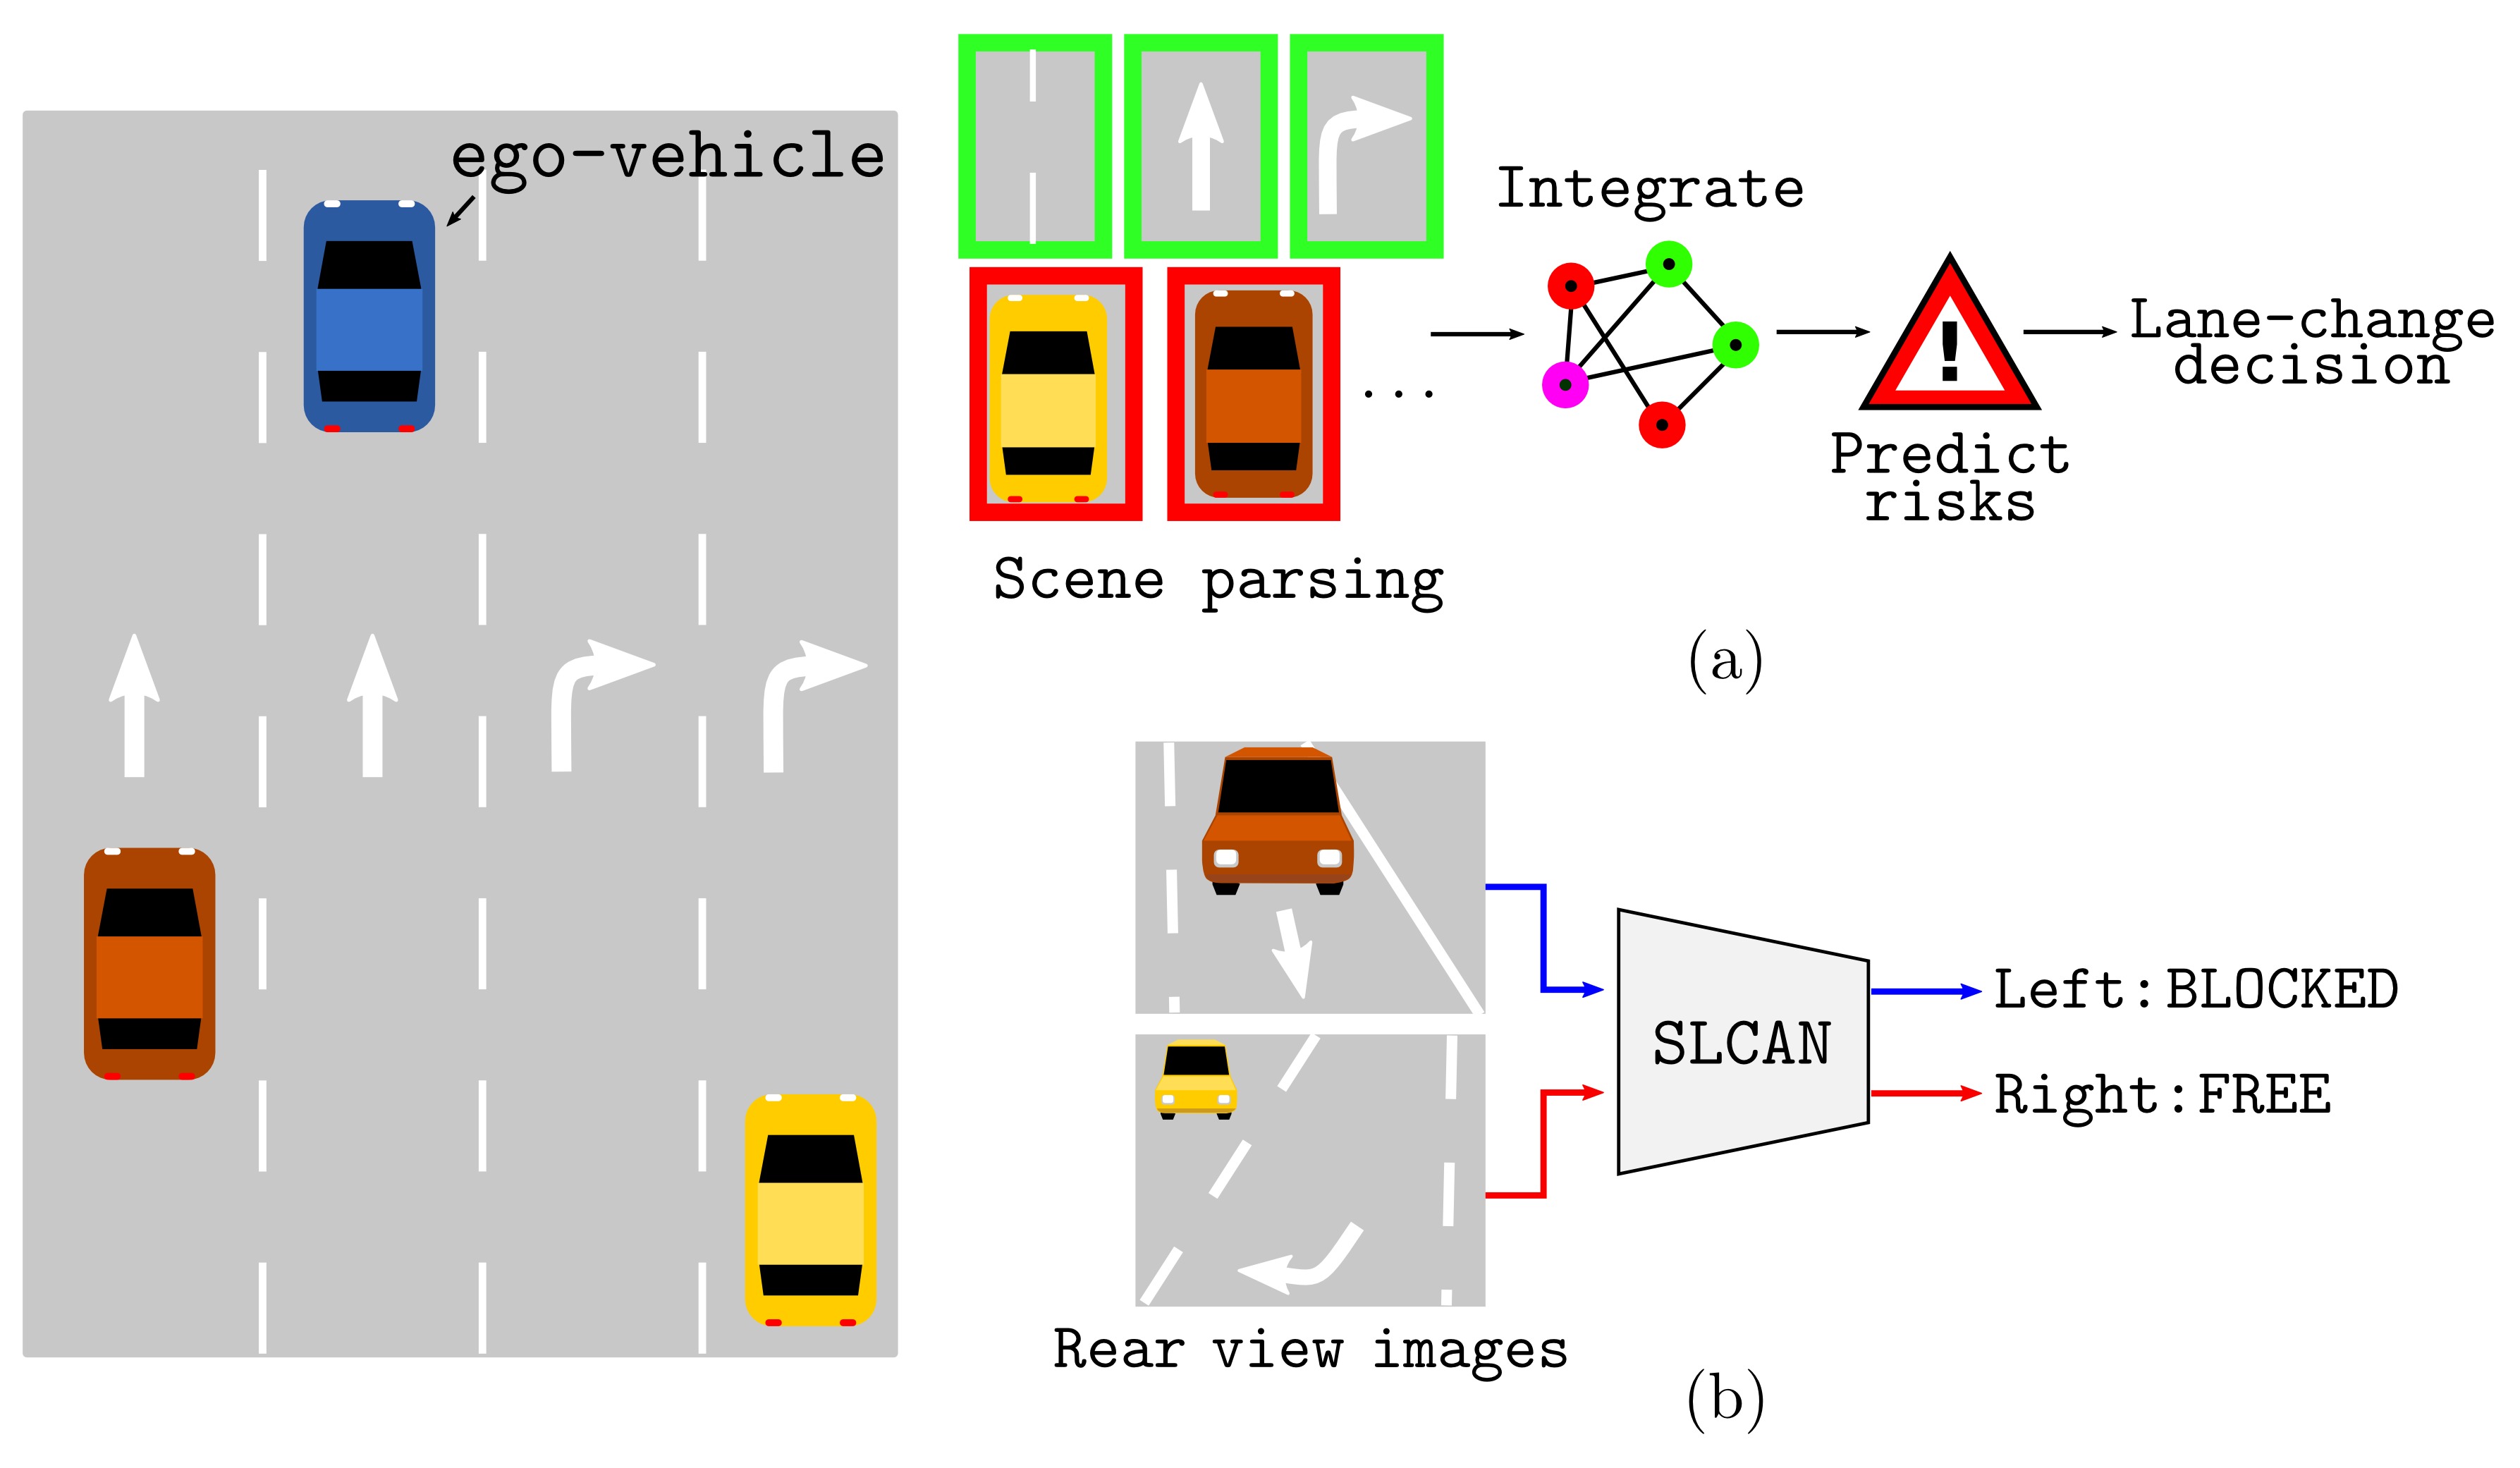 ego-vehicle
Integrate
Lane-change
decision
Predict
risks
. . .
Scene parsing
(a)
SLCAN
Left:BLOCKED
Right:FREE
Rear view images
(b)